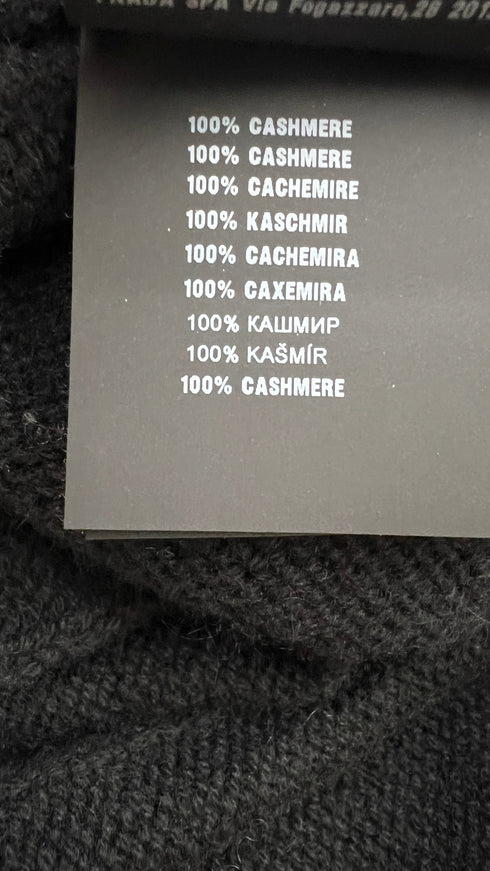 PRADA SPA Via Fogazzaro,28 201
100% CASHMERE
100% CASHMERE
100% CACHEMIRE
100% KASCHMIR
100% CACHEMIRA
100% CAXEMIRA
100% КАШМИР
100% KAŠMÍR
100% CASHMERE